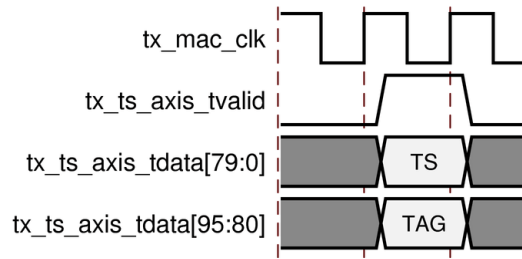 tx_mac_clk
tx_ts_axis_tvalid
tx_ts_axis_tdata[79:0] TS
tx_ts_axis_tdata[95:80] TAG